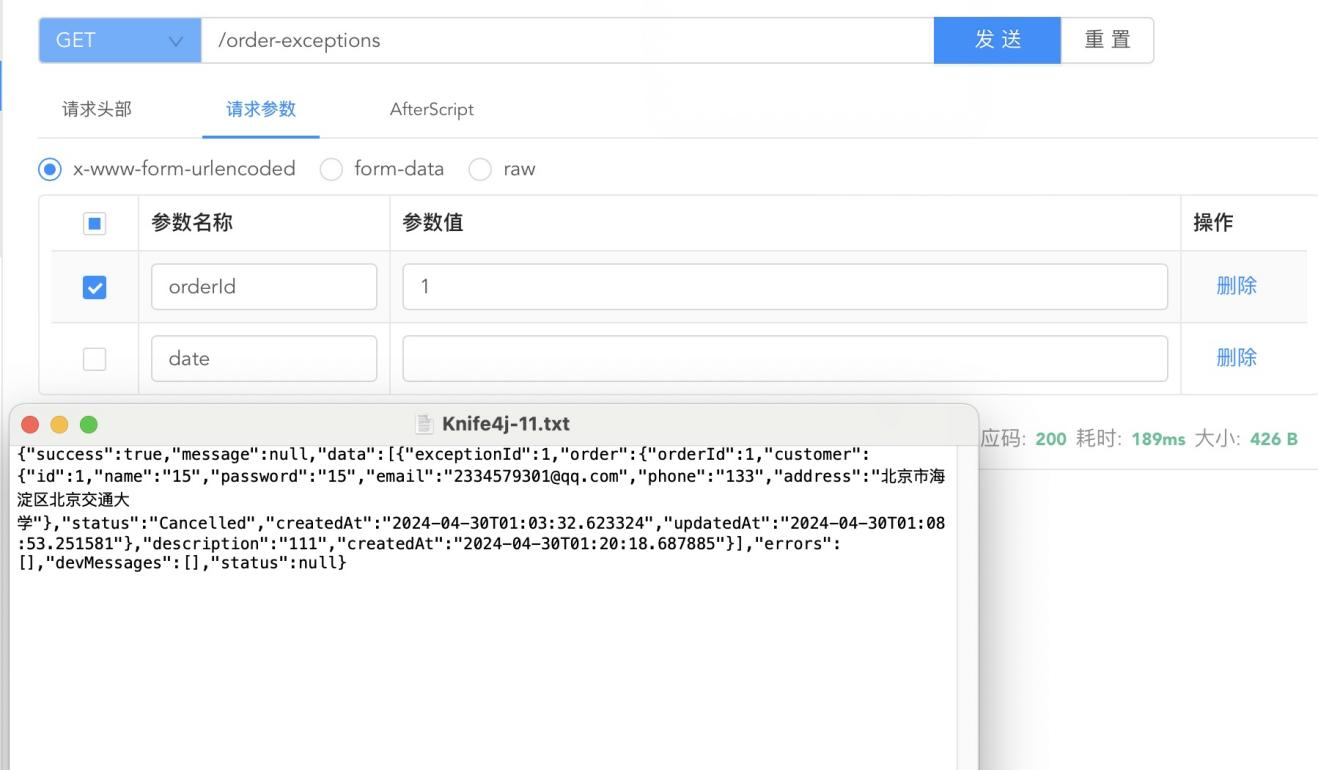 GET /order-exceptions 发 送 重 置
请求头部 请求参数 AfterScript
x-www-form-urlencoded form-data raw
参数名称 参数值 操作
orderId 1 删除
date 删除
Knife4j-11.txt
应码: 200 耗时: 189ms 大小: 426 B
{"success":true,"message":null,"data":[{"exceptionId":1,"order":{"orderId":1,"customer":
{"id":1,"name":"15","password":"15","email":"2334579301@qq.com","phone":"133","address":"北京市海
淀区北京交通大
学"},"status":"Cancelled","createdAt":"2024-04-30T01:03:32.623324","updatedAt":"2024-04-30T01:08
:53.251581"},"description":"111","createdAt":"2024-04-30T01:20:18.687885"}],"errors":
[],"devMessages":[],"status":null}